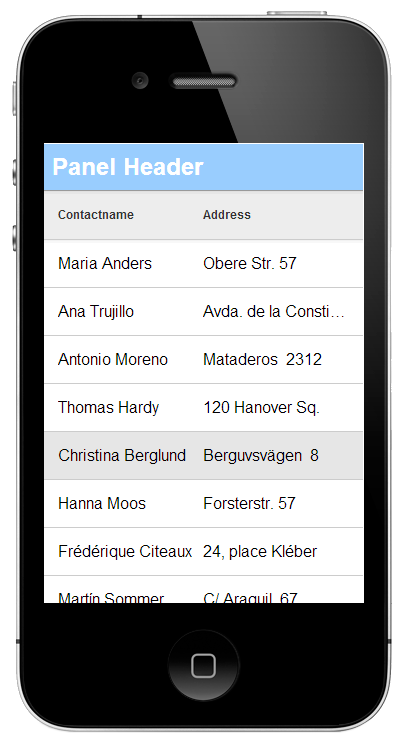 Panel Header
Contactname Address
Maria Anders Obere Str. 57
Ana Trujillo Avda. de la Consti…
Antonio Moreno Mataderos 2312
Thomas Hardy 120 Hanover Sq.
Christina Berglund Berguvsvägen 8
Hanna Moos Forsterstr. 57
Frédérique Citeaux 24, place Kléber
Martín Sommer C/ Araquil, 67